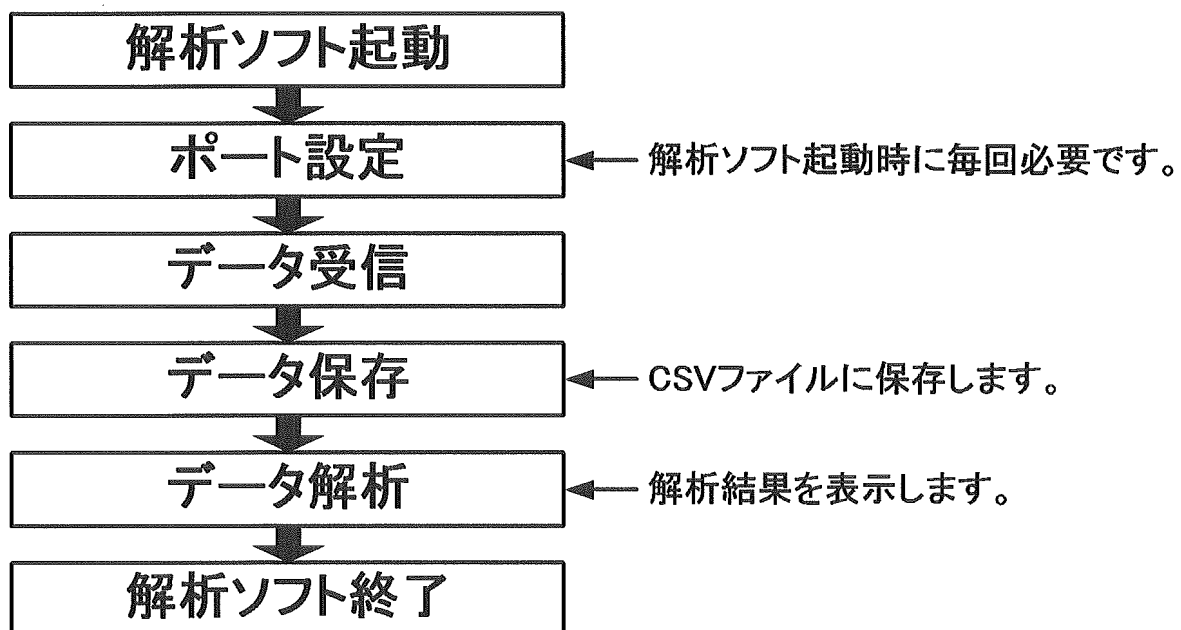 解析ソフト起動
ポート設定
解析ソフト起動時に毎回必要です。
データ受信
データ保存
CSVファイルに保存します。
データ解析
解析結果を表示します。
解析ソフト終了